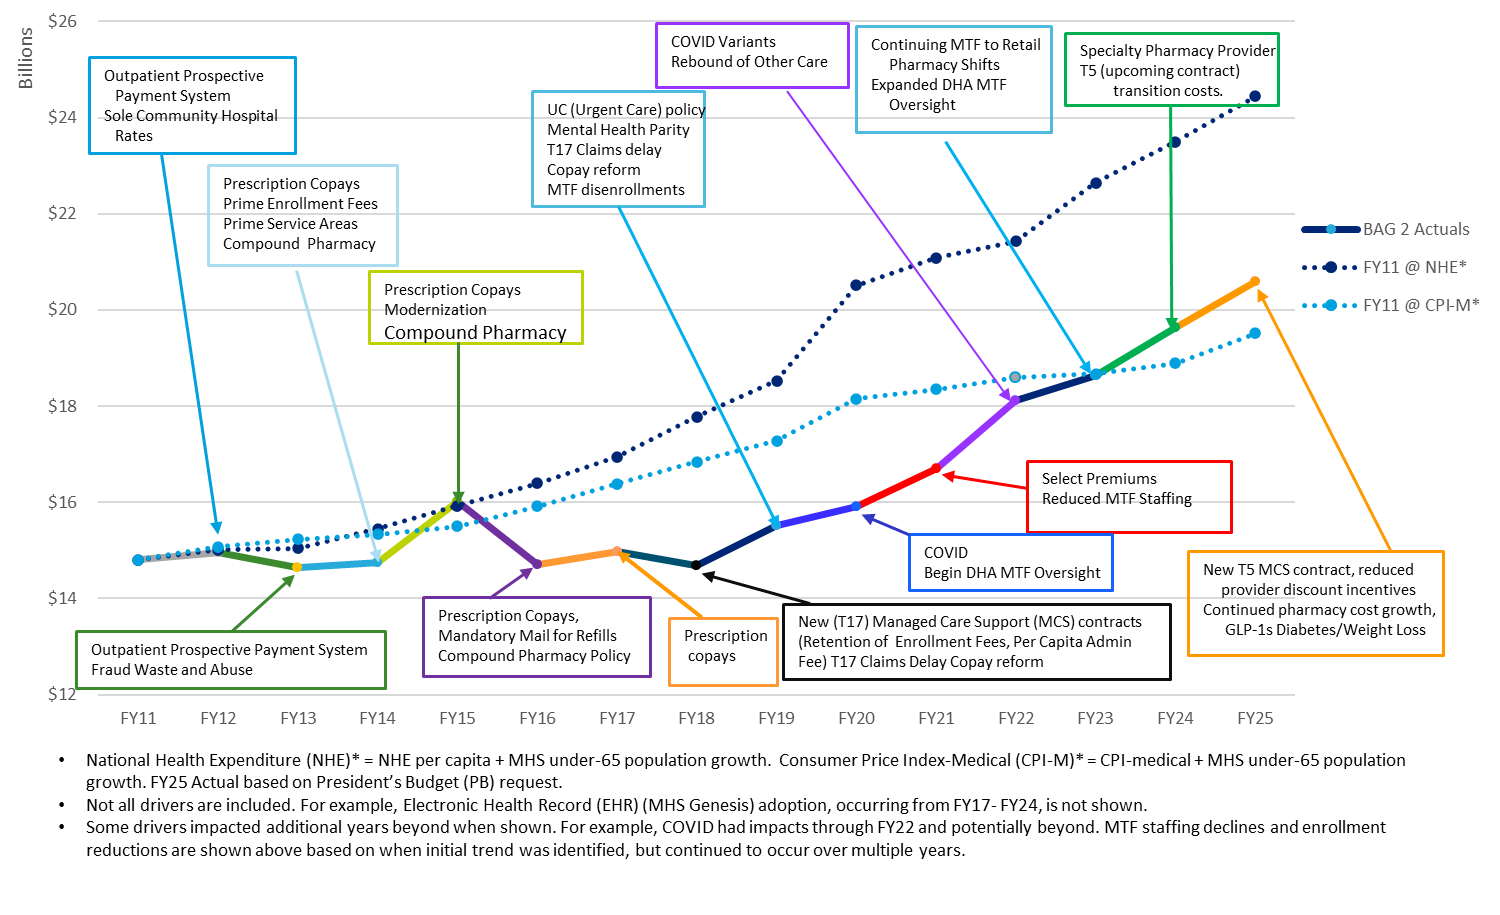 $26
$24
$22
$20
$18
$16
$14
$12
Billions
Outpatient Prospective
Payment System
Sole Community Hospital
Rates
Prescription Copays
Prime Enrollment Fees
Prime Service Areas
Compound Pharmacy
Prescription Copays
Modernization
Compound Pharmacy
UC (Urgent Care) policy
Mental Health Parity
T17 Claims delay
Copay reform
MTF disenrollments
COVID Variants
Rebound of Other Care
Continuing MTF to Retail
Pharmacy Shifts
Expanded DHA MTF
Oversight
Specialty Pharmacy Provider
T5 (upcoming contract)
transition costs.
BAG 2 Actuals
FY11 @ NHE*
FY11 @ CPI-M*
Select Premiums
Reduced MTF Staffing
COVID
Begin DHA MTF Oversight
New T5 MCS contract, reduced
provider discount incentives
Continued pharmacy cost growth,
GLP-1s Diabetes/Weight Loss
Outpatient Prospective Payment System
Fraud Waste and Abuse
Prescription Copays,
Mandatory Mail for Refills
Compound Pharmacy Policy
Prescription
copays
New (T17) Managed Care Support (MCS) contracts
(Retention of Enrollment Fees, Per Capita Admin
Fee) T17 Claims Delay Copay reform
FY11 FY12 FY13 FY14 FY15 FY16 FY17 FY18 FY19 FY20 FY21 FY22 FY23 FY24 FY25
• National Health Expenditure (NHE)* = NHE per capita + MHS under-65 population growth. Consumer Price Index-Medical (CPI-M)* = CPI-medical + MHS under-65 population
growth. FY25 Actual based on President’s Budget (PB) request.
• Not all drivers are included. For example, Electronic Health Record (EHR) (MHS Genesis) adoption, occurring from FY17- FY24, is not shown.
• Some drivers impacted additional years beyond when shown. For example, COVID had impacts through FY22 and potentially beyond. MTF staffing declines and enrollment
reductions are shown above based on when initial trend was identified, but continued to occur over multiple years.